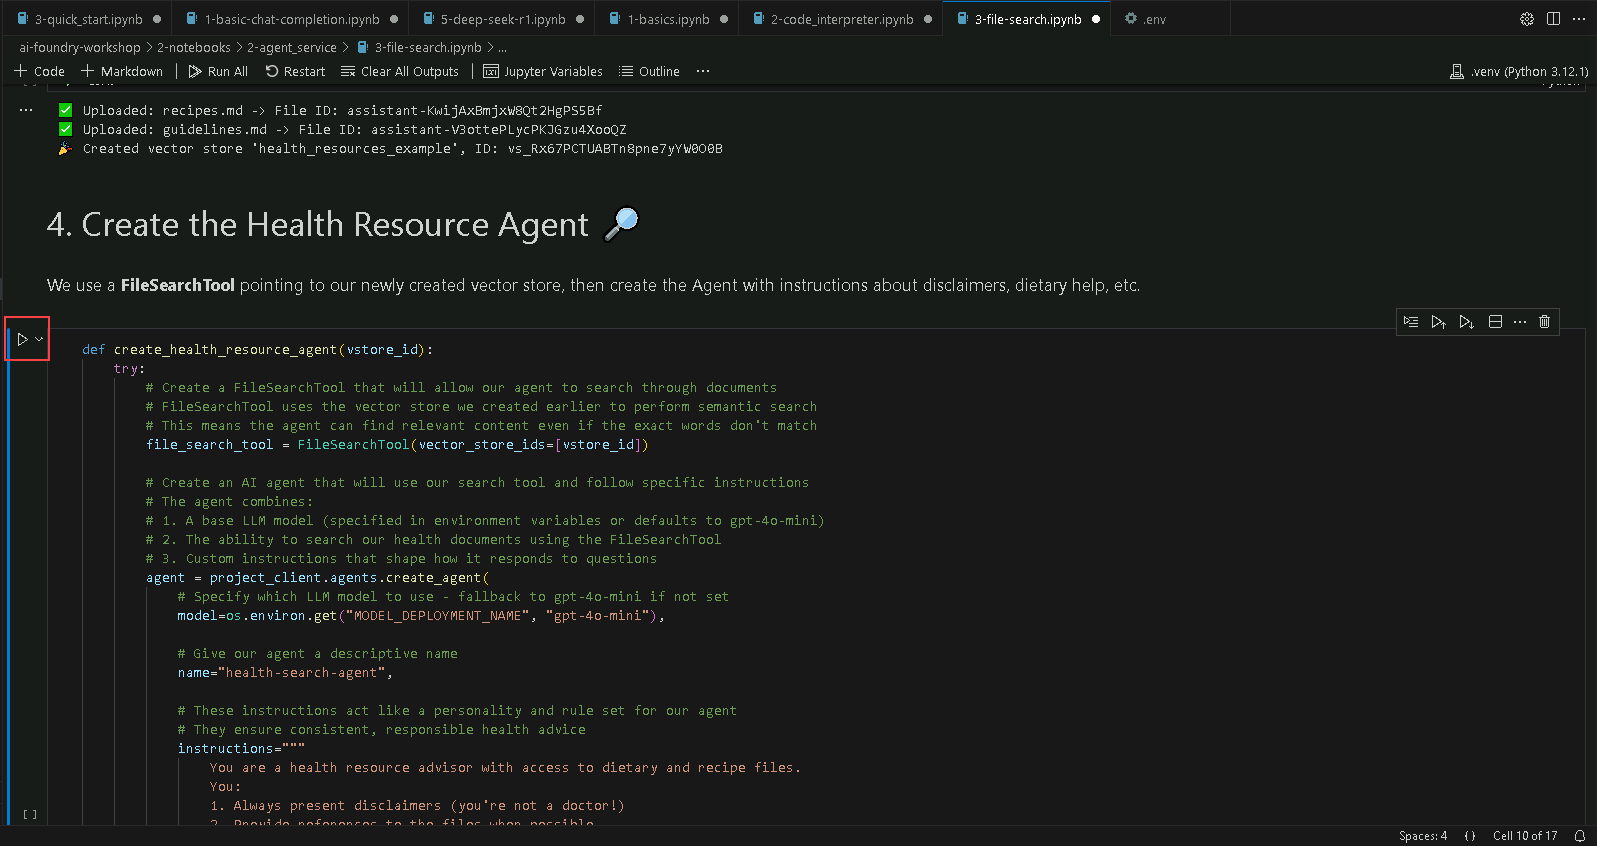 3-quick_start.ipynb 1-basic-chat-completion.ipynb 5-deep-seek-r1.ipynb 1-basics.ipynb 2-code_interpreter.ipynb 3-file-search.ipynb .env
ai-foundry-workshop > 2-notebooks > 2-agent_service > 3-file-search.ipynb > ...
+ Code + Markdown Run All Restart Clear All Outputs Jupyter Variables Outline ... .venv (Python 3.12.1)
✅ Uploaded: recipes.md -> File ID: assistant-KwijAxBmjxW8Qt2HgPS5Bf
✅ Uploaded: guidelines.md -> File ID: assistant-V3ottePLycPKJGzu4XooQZ
🎉 Created vector store 'health_resources_example', ID: vs_Rx67PCTUABTn8pne7yYW0O0B
4. Create the Health Resource Agent 🔎
We use a FileSearchTool pointing to our newly created vector store, then create the Agent with instructions about disclaimers, dietary help, etc.
def create_health_resource_agent(vstore_id):
try:
# Create a FileSearchTool that will allow our agent to search through documents
# FileSearchTool uses the vector store we created earlier to perform semantic search
# This means the agent can find relevant content even if the exact words don't match
file_search_tool = FileSearchTool(vector_store_ids=[vstore_id])
# Create an AI agent that will use our search tool and follow specific instructions
# The agent combines:
# 1. A base LLM model (specified in environment variables or defaults to gpt-4o-mini)
# 2. The ability to search our health documents using the FileSearchTool
# 3. Custom instructions that shape how it responds to questions
agent = project_client.agents.create_agent(
# Specify which LLM model to use - fallback to gpt-4o-mini if not set
model=os.environ.get("MODEL_DEPLOYMENT_NAME", "gpt-4o-mini"),
# Give our agent a descriptive name
name="health-search-agent",
# These instructions act like a personality and rule set for our agent
# They ensure consistent, responsible health advice
instructions="""
You are a health resource advisor with access to dietary and recipe files.
You:
1. Always present disclaimers (you're not a doctor!)
[ ]
2. Provide references to the files when possible
Spaces: 4 {} Cell 10 of 17